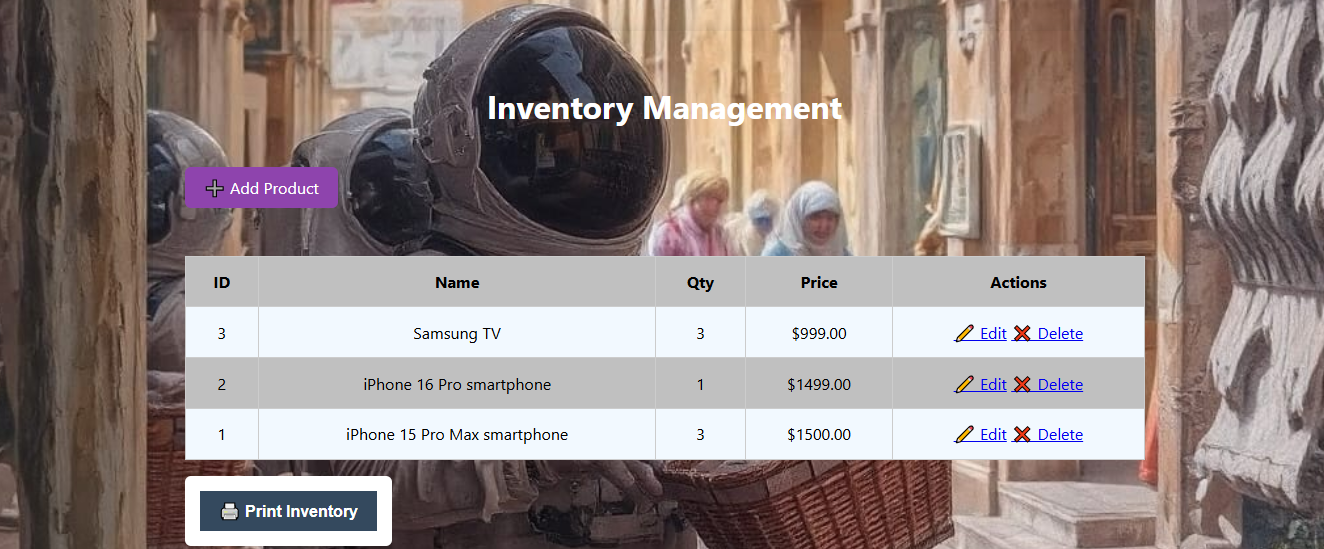 Inventory Management
➕ Add Product
ID Name Qty Price Actions
3 Samsung TV 3 $999.00 ✏️ Edit ❌ Delete
2 iPhone 16 Pro smartphone 1 $1499.00 ✏️ Edit ❌ Delete
1 iPhone 15 Pro Max smartphone 3 $1500.00 ✏️ Edit ❌ Delete
🖨️ Print Inventory